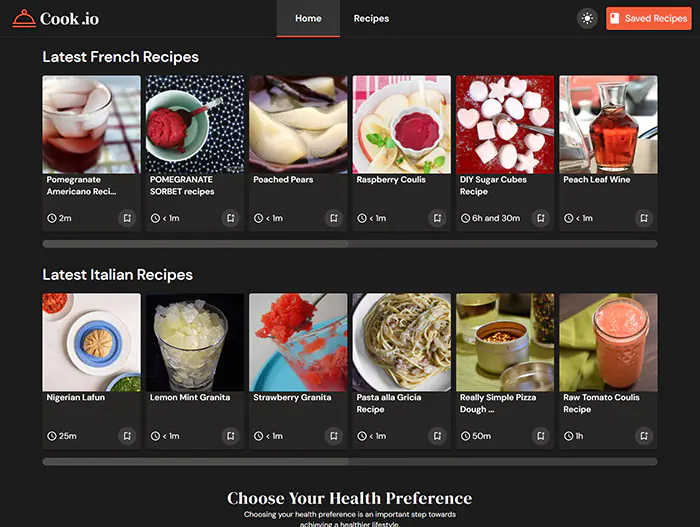 Cook.io
Home
Recipes
Saved Recipes
Latest French Recipes
Pomegranate
Americano Reci...
2m
POMEGRANATE
SORBET recipes
< 1m
Poached Pears
< 1m
Raspberry Coulis
< 1m
DIY Sugar Cubes
Recipe
6h and 30m
Peach Leaf Wine
< 1m
Latest Italian Recipes
Nigerian Lafun
25m
Lemon Mint Granita
< 1m
Strawberry Granita
< 1m
Pasta alla Gricia
Recipe
< 1m
Really Simple Pizza
Dough ...
50m
Raw Tomato Coulis
Recipe
1h
Choose Your Health Preference
Choosing your health preference is an important step towards
achieving a healthier lifestyle.